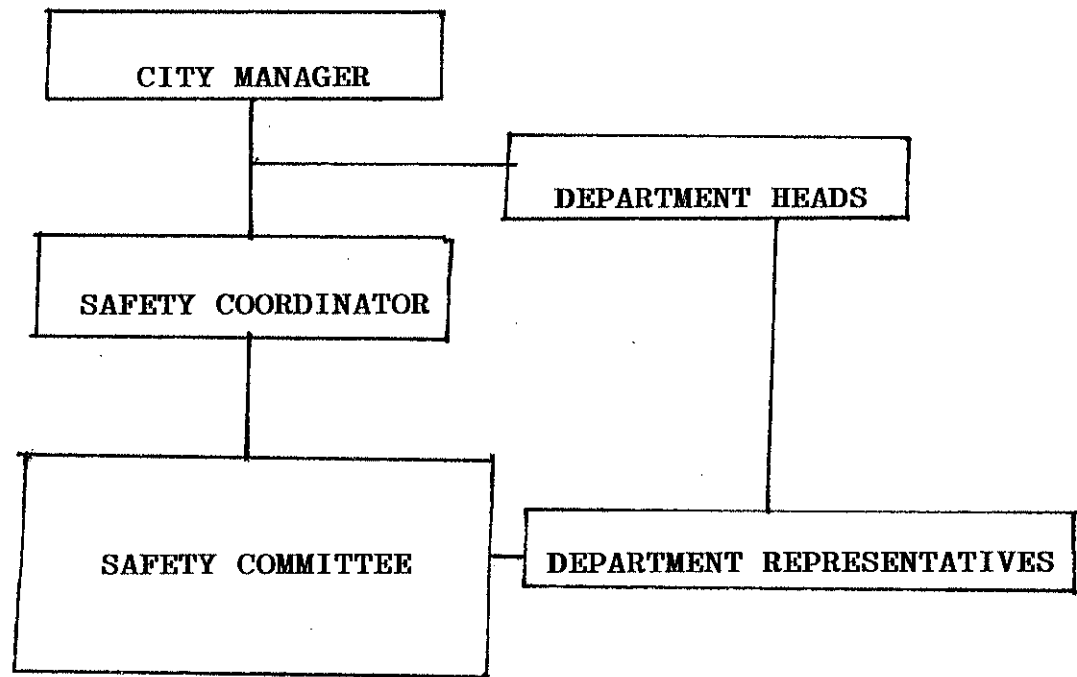 CITY MANAGER
DEPARTMENT HEADS
SAFETY COORDINATOR
SAFETY COMMITTEE
DEPARTMENT REPRESENTATIVES